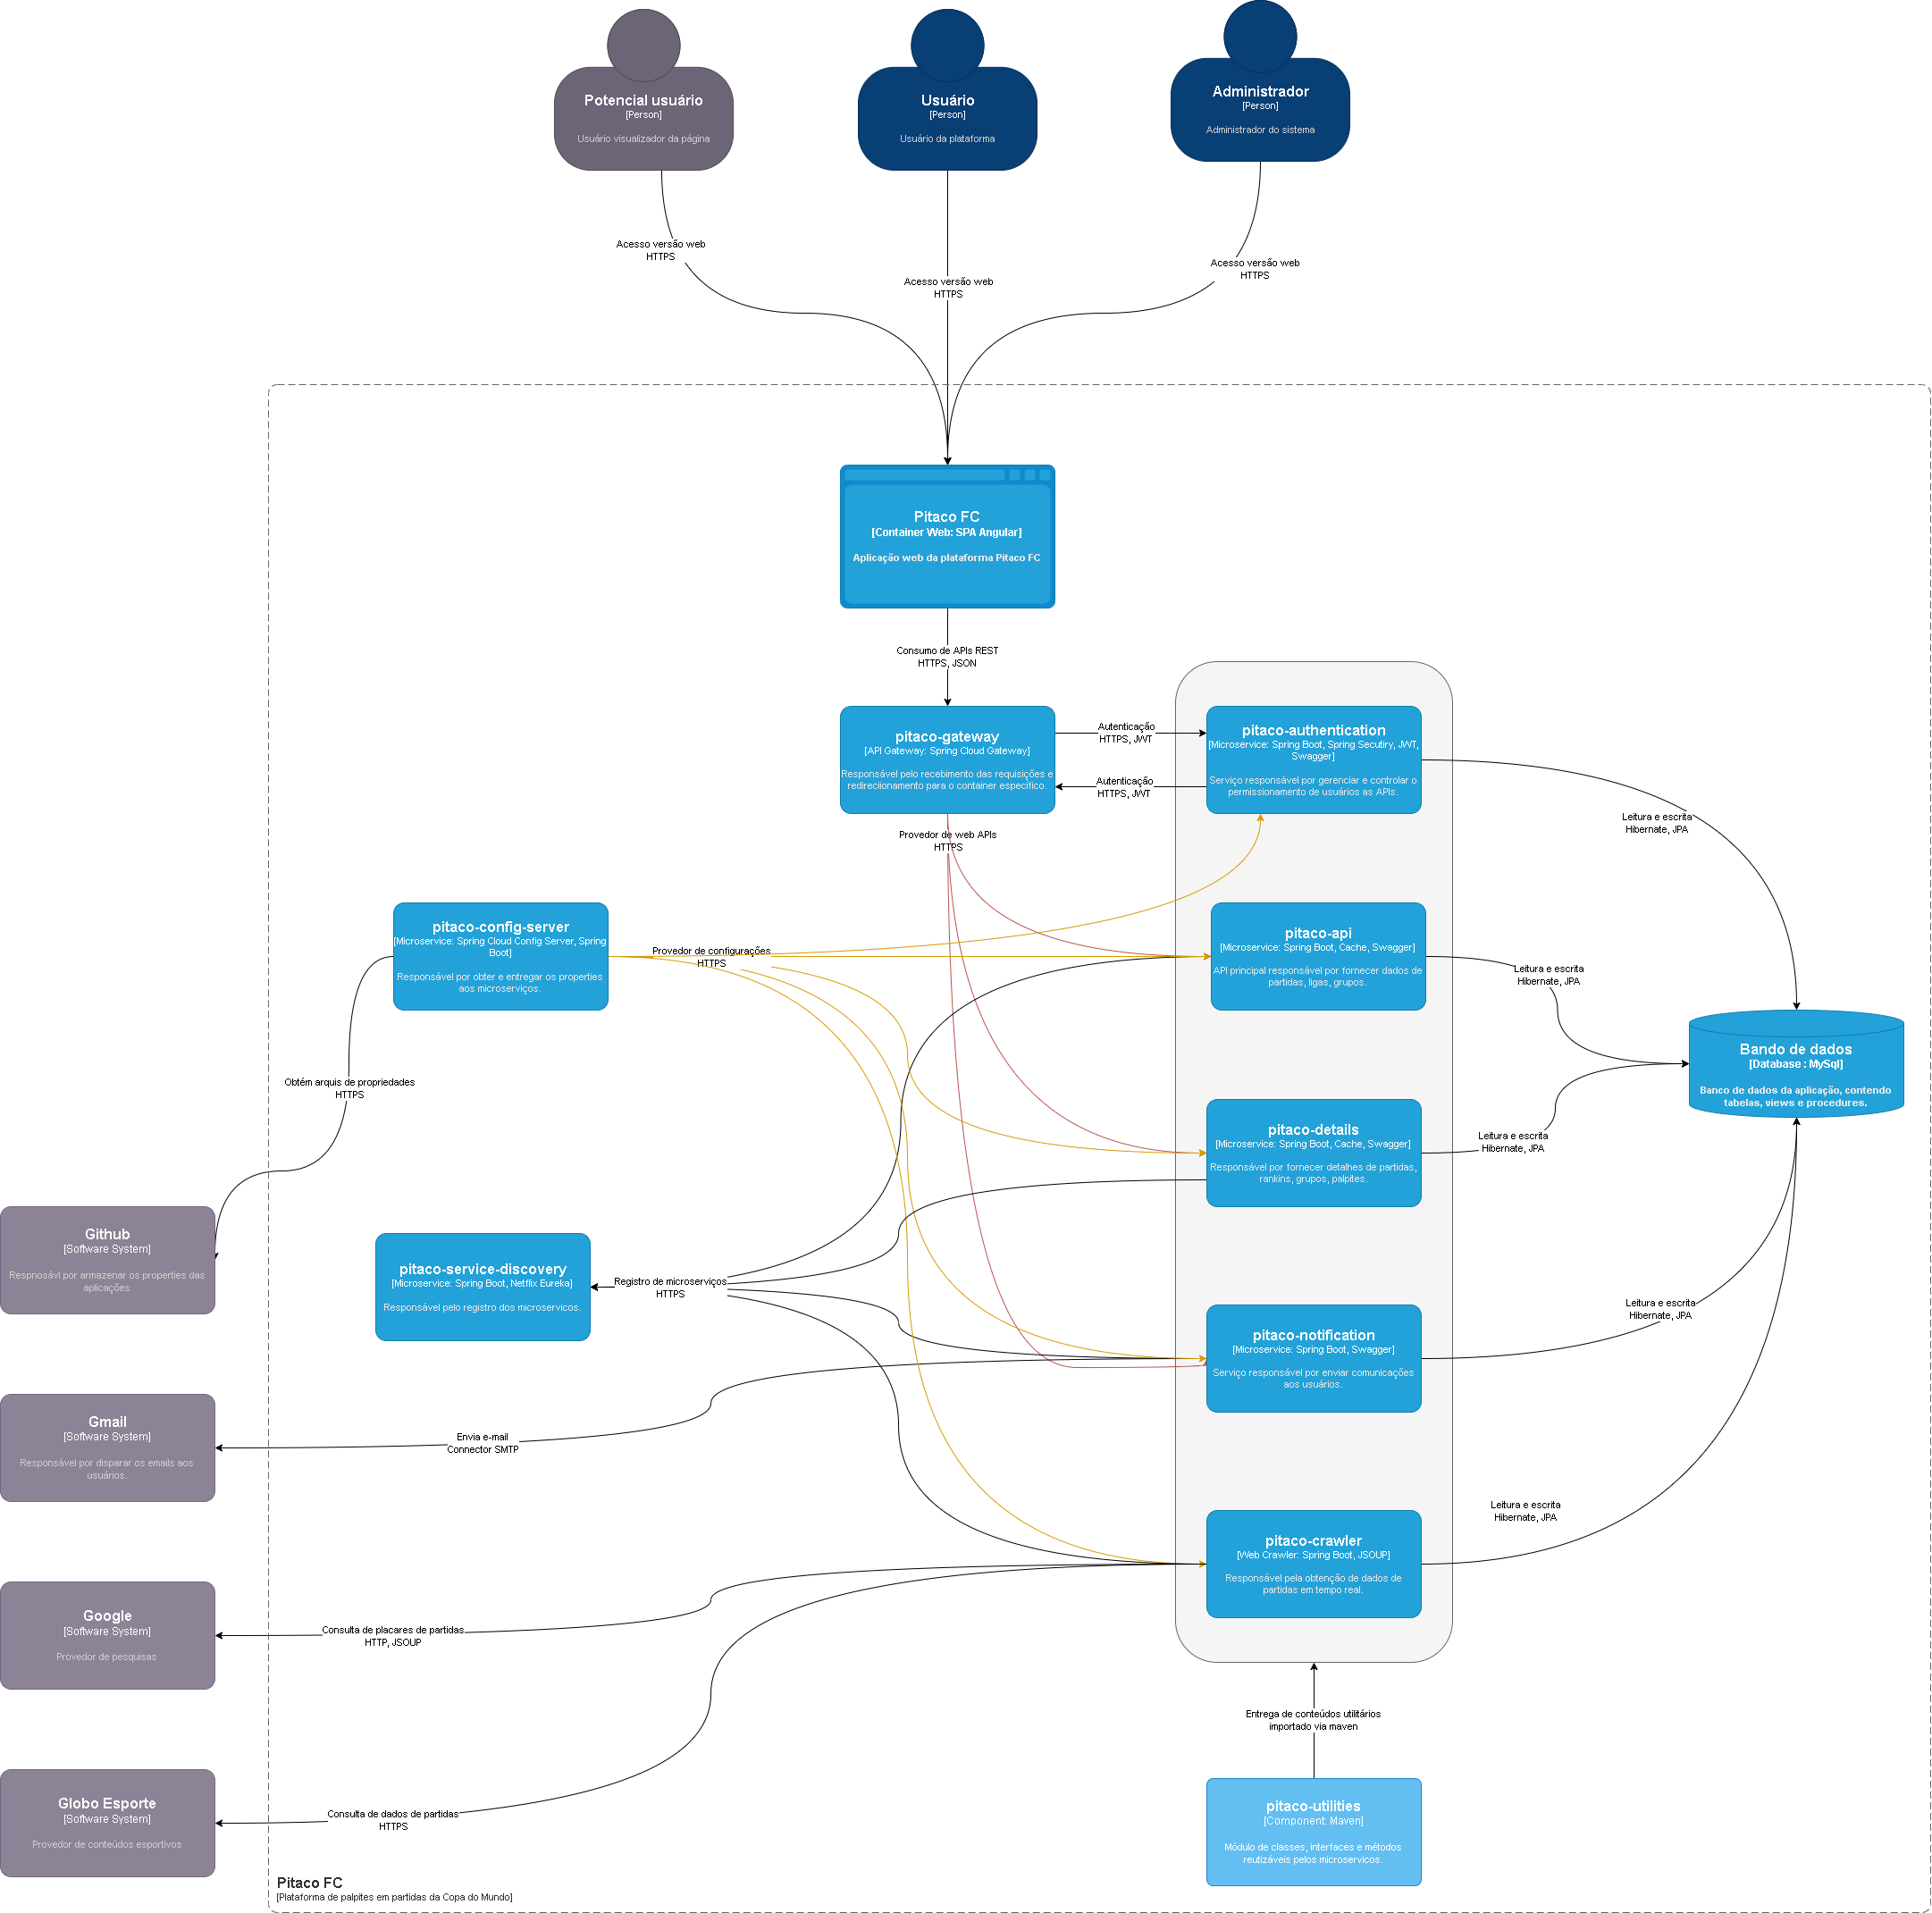 Potencial usuário
[Person]
Usuário visualizador da página
Usuário
[Person]
Usuário da plataforma
Administrador
[Person]
Administrador do sistema
Acesso versão web
HTTPS
Acesso versão web
HTTPS
Acesso versão web
HTTPS
Pitaco FC
[Container Web: SPA Angular]
Aplicação web da plataforma Pitaco FC
Consumo de APIs REST
HTTPS, JSON
pitaco-gateway
[API Gateway: Spring Cloud Gateway]
Responsável pelo recebimento das requisições e
redireciionamento para o container específico.
Autenticação
HTTPS, JWT
Autenticação
HTTPS, JWT
pitaco-authentication
[Microservice: Spring Boot, Spring Secutiry, JWT,
Swagger]
Serviço responsável por gerenciar e controlar o
permissionamento de usuários as APIs.
Leitura e escrita
Hibernate, JPA
Provedor de web APIs
HTTPS
pitaco-config-server
[Microservice: Spring Cloud Config Server, Spring
Boot]
Responsável por obter e entregar os properties
aos microserviços.
Provedor de configurações
HTTPS
pitaco-api
[Microservice: Spring Boot, Cache, Swagger]
API principal responsável por fornecer dados de
partidas, ligas, grupos.
Leitura e escrita
Hibernate, JPA
Bando de dados
[Database : MySql]
Banco de dados da aplicação, contendo
tabelas, views e procedures.
Obtém arquis de propriedades
HTTPS
pitaco-details
[Microservice: Spring Boot, Cache, Swagger]
Responsável por fornecer detalhes de partidas,
rankins, grupos, palpites.
Leitura e escrita
Hibernate, JPA
Github
[Software System]
Respnosávl por armazenar os properties das
aplicações
pitaco-service-discovery
[Microservice: Spring Boot, Netflix Eureka]
Responsável pelo registro dos microservicos.
Registro de microserviços
HTTPS
pitaco-notification
[Microservice: Spring Boot, Swagger]
Serviço responsável por enviar comunicações
aos usuários.
Leitura e escrita
Hibernate, JPA
Gmail
[Software System]
Responsável por disparar os emails aos
usuários.
Envia e-mail
Connector SMTP
pitaco-crawler
[Web Crawler: Spring Boot, JSOUP]
Responsável pela obtenção de dados de
partidas em tempo real.
Leitura e escrita
Hibernate, JPA
Google
[Software System]
Provedor de pesquisas
Consulta de placares de partidas
HTTP, JSOUP
Entrega de conteúdos utilitários
importado via maven
Globo Esporte
[Software System]
Provedor de conteúdos esportivos
Consulta de dados de partidas
HTTPS
pitaco-utilities
[Component: Maven]
Módulo de classes, interfaces e métodos
reutizáveis pelos microservicos.
Pitaco FC
[Plataforma de palpites em partidas da Copa do Mundo]